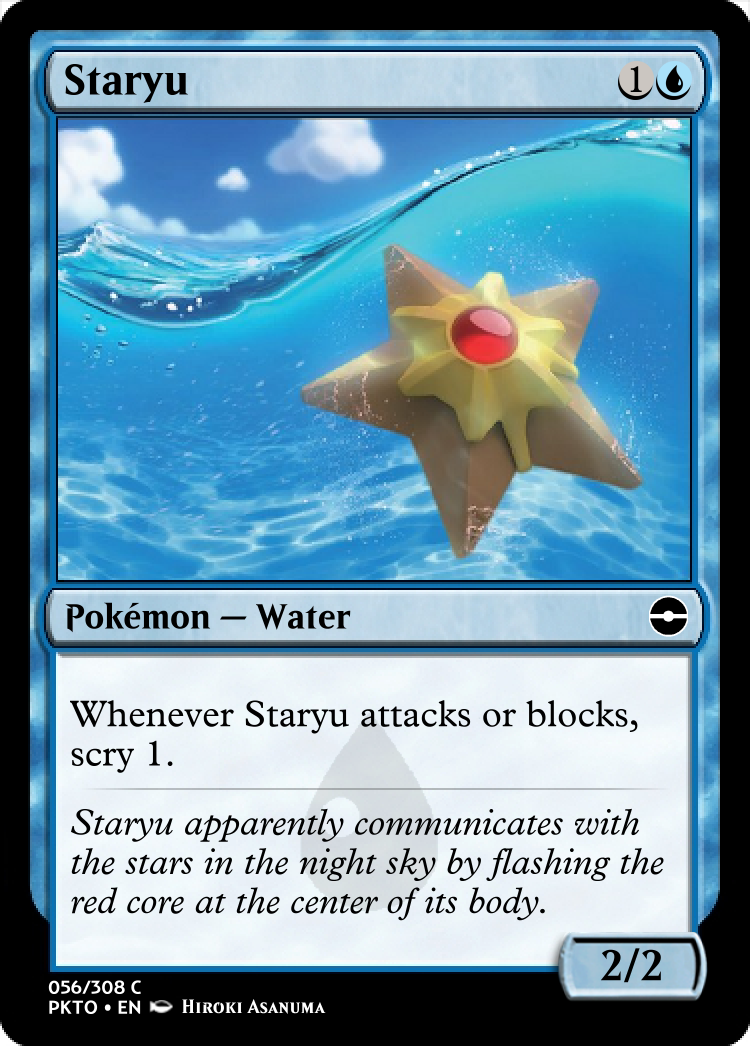 Staryu 1
Pokémon — Water
Whenever Staryu attacks or blocks,
scry 1.
Staryu apparently communicates with
the stars in the night sky by flashing the
red core at the center of its body.
2/2
056/308 C
PKTO • EN HIROKI ASANUMA